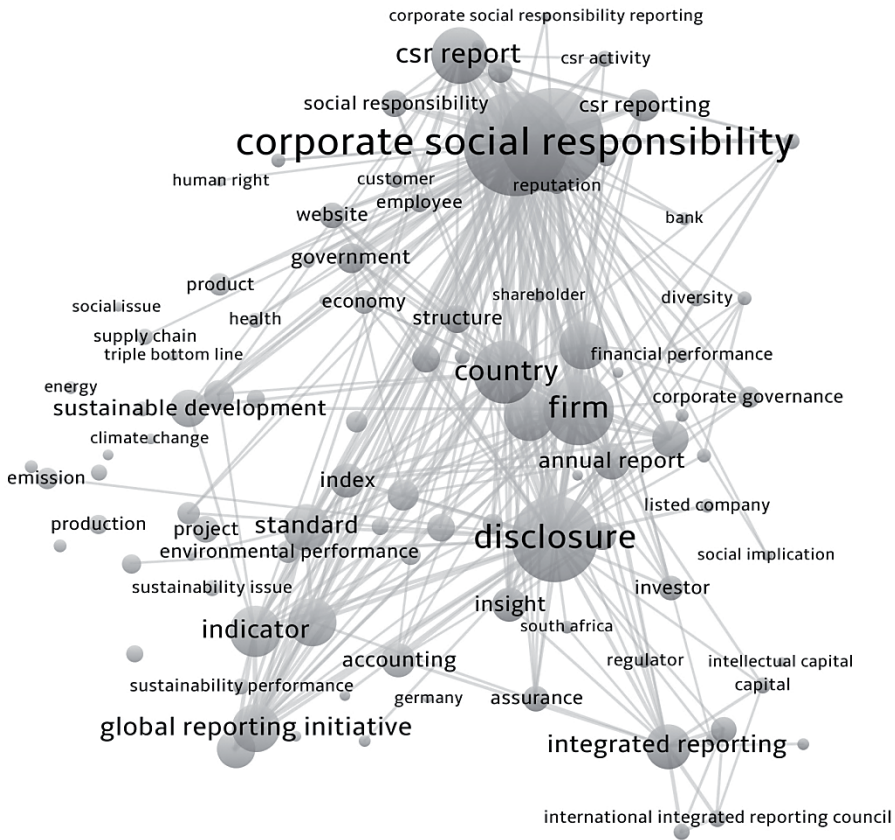 corporate social responsibility reporting
csr report
csr activity
social responsibility
csr reporting
corporate social responsibility
human right
customer
reputation
employee
website
bank
government
product
economy
shareholder
diversity
social issue
health
structure
supply chain
triple bottom line
financial performance
country
energy
corporate governance
sustainable development
firm
climate change
annual report
emission
index
listed company
production
project
standard
disclosure
environmental performance
social implication
sustainability issue
investor
insight
indicator
south africa
accounting
regulator
intellectual capital
sustainability performance
germany
assurance
capital
global reporting initiative
integrated reporting
international integrated reporting council